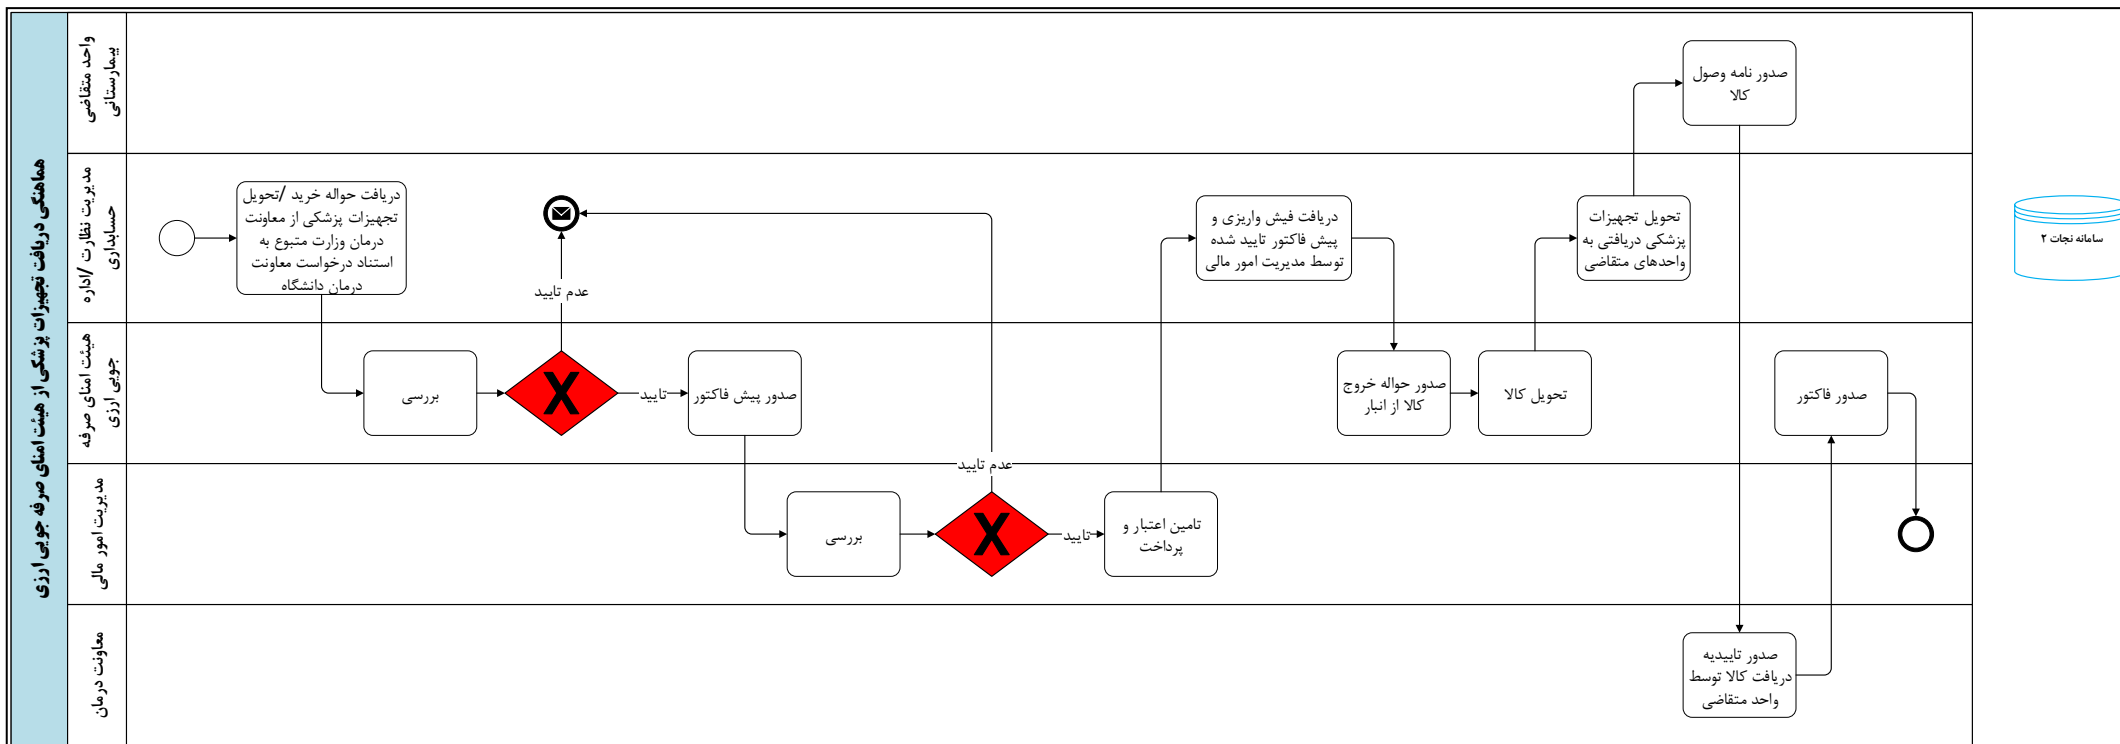 هماهنگی دریافت تجهیزات پزشکی از هیئت امنای صرفه جویی ارزی
واحد متقاضی
بیمارستانی
صدور نامه وصول
کالا
مدیریت نظارت /اداره
حسابداری
دریافت حواله خرید /تحویل
تجهیزات پزشکی از معاونت
درمان وزارت متبوع به
استناد درخواست معاونت
درمان دانشگاه
عدم تایید
دریافت فیش واریزی و
پیش فاکتور تایید شده
توسط مدیریت امور مالی
تحویل تجهیزات
پزشکی دریافتی به
واحدهای متقاضی
سامانه نجات ۲
هیئت امنای صرفه
جویی ارزی
بررسی
X
تایید
صدور پیش فاکتور
صدور حواله خروج
کالا از انبار
تحویل کالا
صدور فاکتور
مدیریت امور مالی
بررسی
عدم تایید
X
تایید
تامین اعتبار و
پرداخت
معاونت درمان
صدور تاییدیه
دریافت کالا توسط
واحد متقاضی